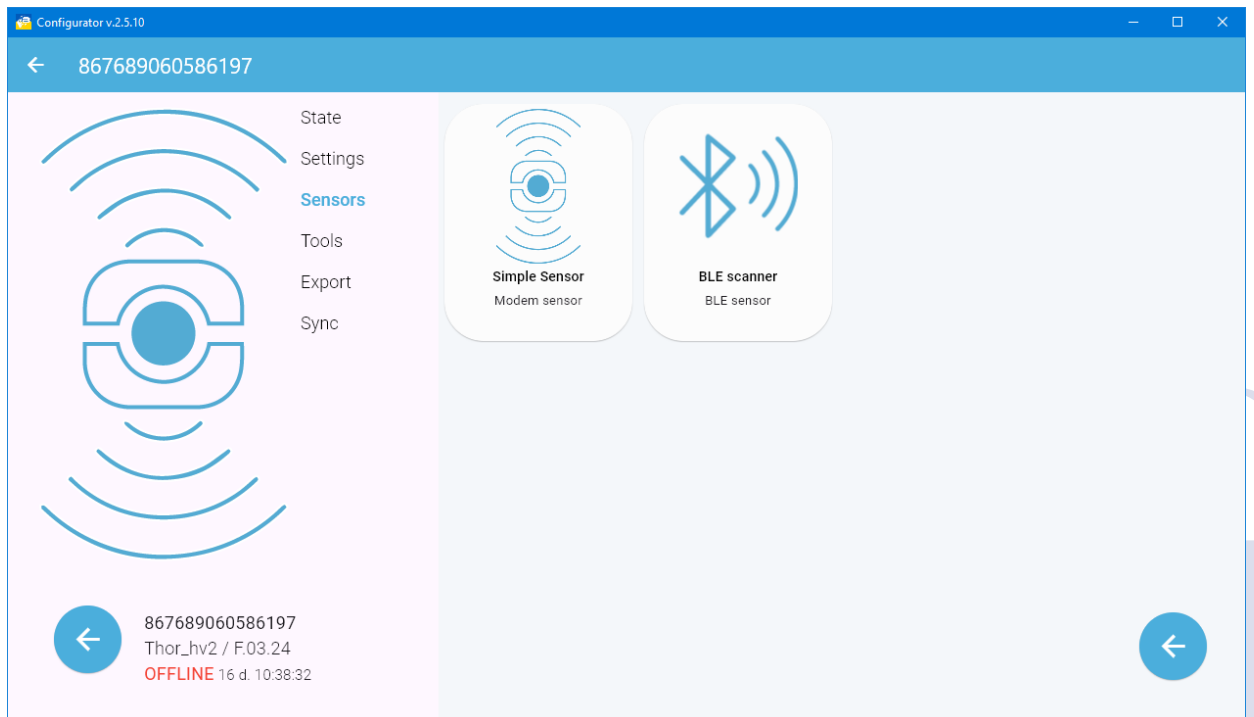 Configurator v.2.5.10
867689060586197
State
Settings
Sensors
Tools
Export
Sync
Simple Sensor
Modem sensor
BLE scanner
BLE sensor
867689060586197
Thor_hv2 / F.03.24
OFFLINE 16 d. 10:38:32